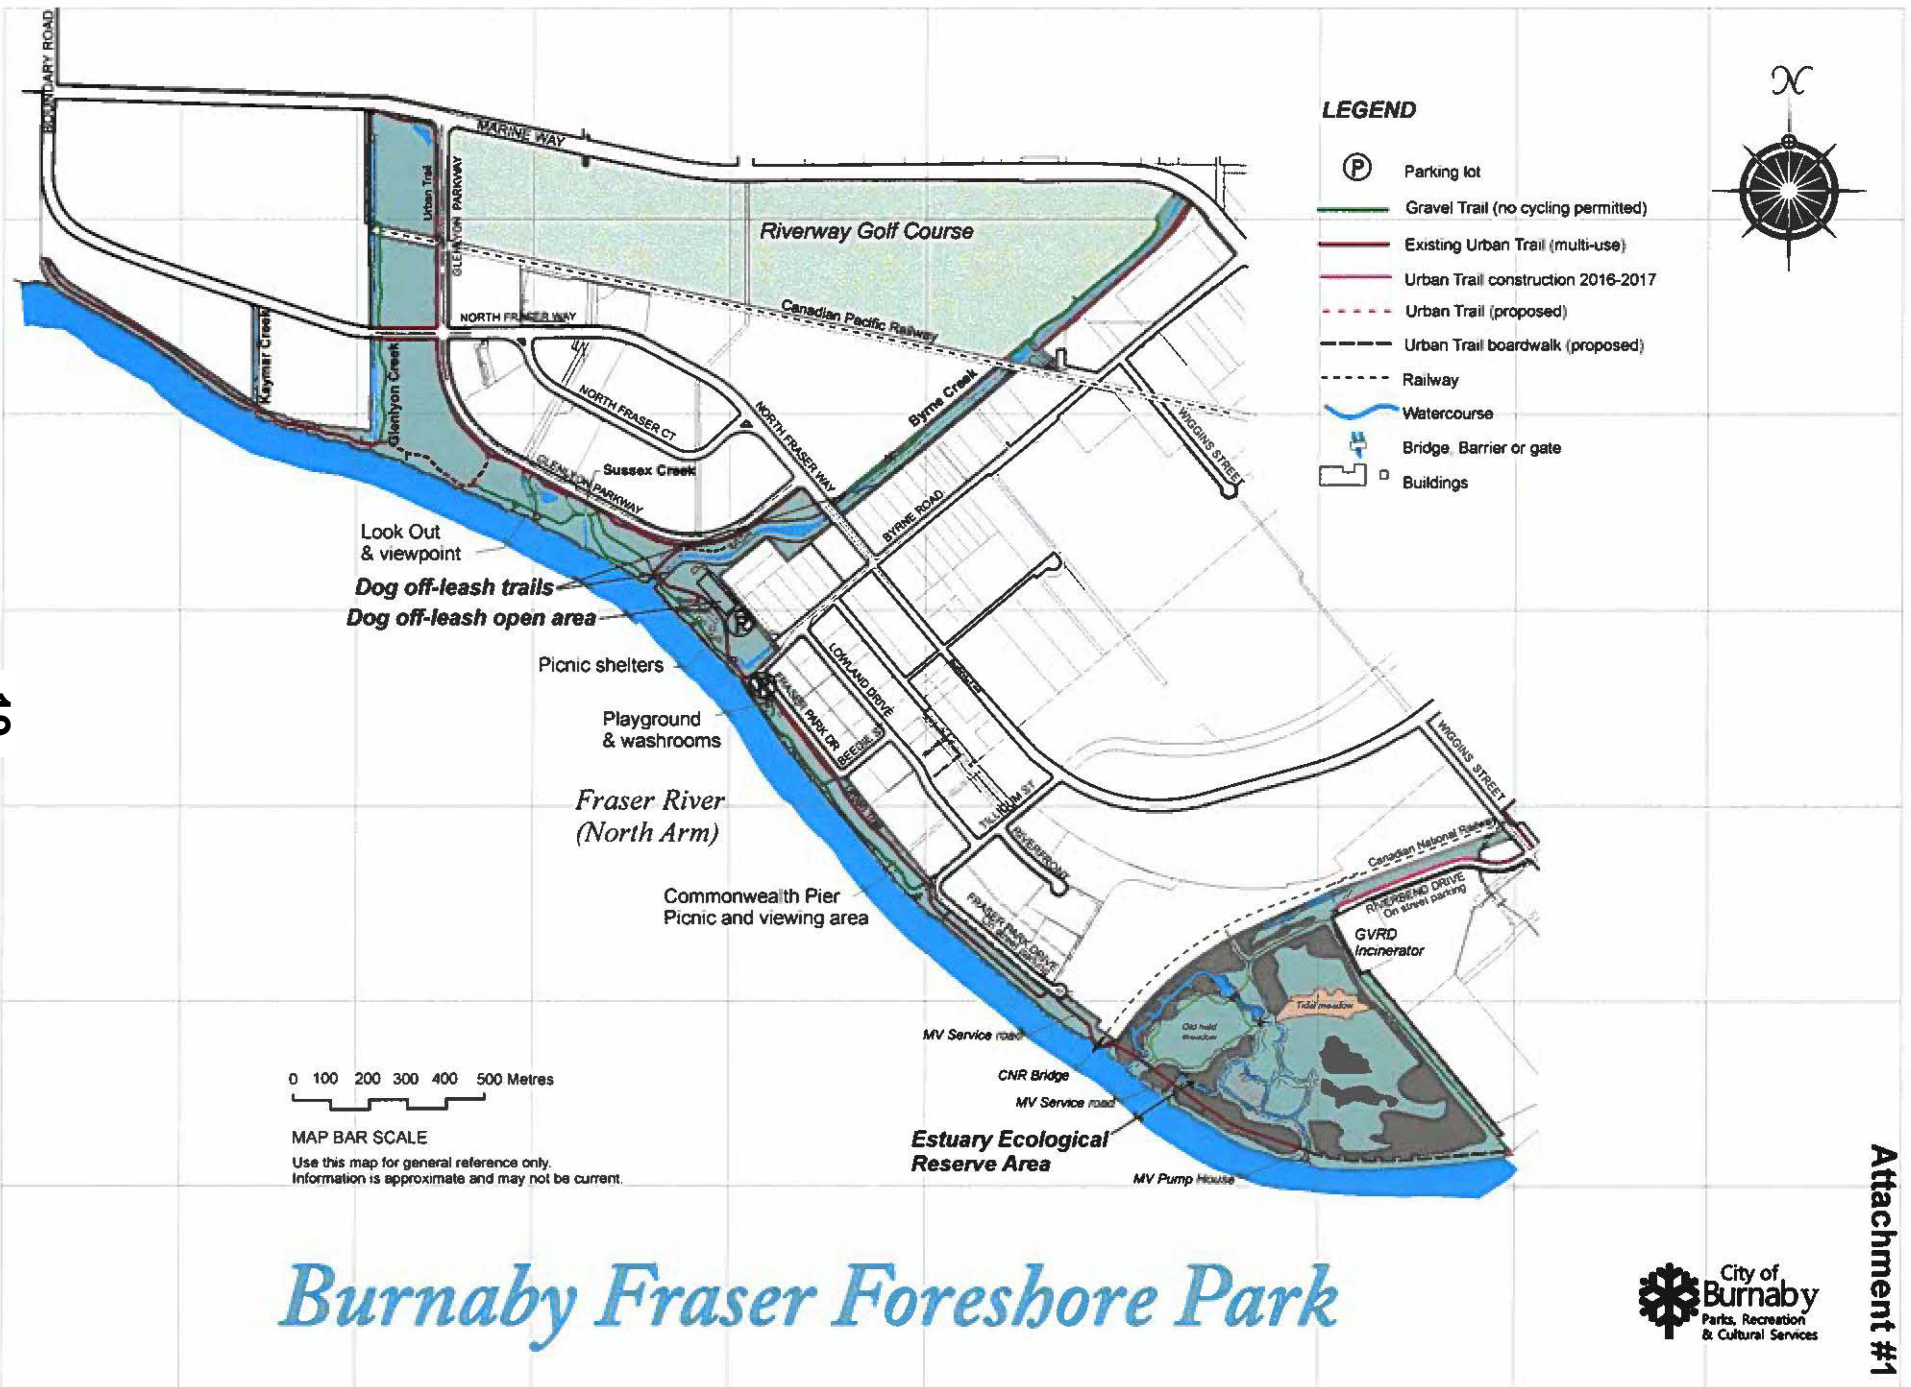 BOUNDARY ROAD
MARINE WAY
Urban Trail
GLENLYON PARKWAY
Riverway Golf Course
Canadian Pacific Railway
NORTH FRASER WAY
Kaymar Creek
Glenlyon Creek
NORTH FRASER CT
NORTH FRASER WAY
Byrne Creek
WIGGINS STREET
GLENLYON PARKWAY
Sussex Creek
BYRNE ROAD
Look Out
& viewpoint
Dog off-leash trails
Dog off-leash open area
P
Picnic shelters
LOWLAND DRIVE
FRASER PARK DR
BEEDIE ST
Playground
& washrooms
Fraser River
(North Arm)
TILLICUM ST
RIVERFRONT
WIGGINS STREET
Canadian National Railway
RIVERBEND DRIVE
On street parking
GVRD
Incinerator
Commonwealth Pier
Picnic and viewing area
FRASER PARK DRIVE
Tidal meadow
Old field
meadow
MV Service road
CNR Bridge
MV Service road
Estuary Ecological
Reserve Area
MV Pump House
LEGEND
P Parking lot
Gravel Trail (no cycling permitted)
Existing Urban Trail (multi-use)
Urban Trail construction 2016-2017
Urban Trail (proposed)
Urban Trail boardwalk (proposed)
Railway
Watercourse
Bridge, Barrier or gate
Buildings
N
0 100 200 300 400 500 Metres
MAP BAR SCALE
Use this map for general reference only.
Information is approximate and may not be current.
Burnaby Fraser Foreshore Park
City of
Burnaby
Parks, Recreation
& Cultural Services
Attachment #1